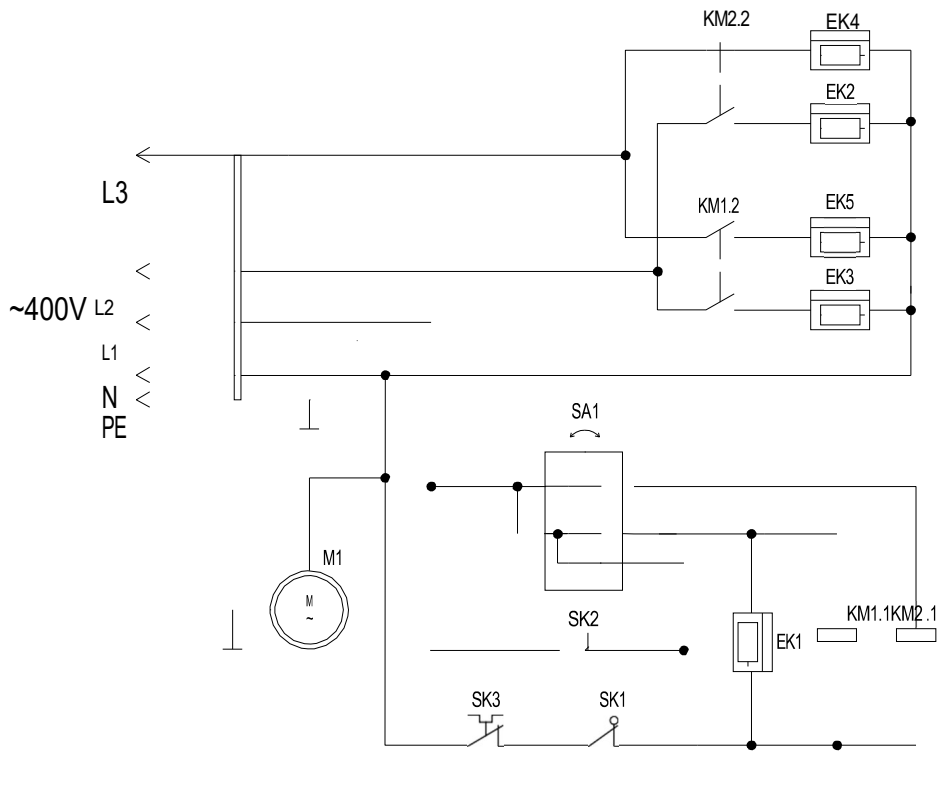 KM2.2
EK4
EK2
L3
KM1.2
EK5
EK3
~400V L2
L1
N
PE
SA1
M1
M
~
SK2
KM1.1KM2.1
EK1
SK3
SK1